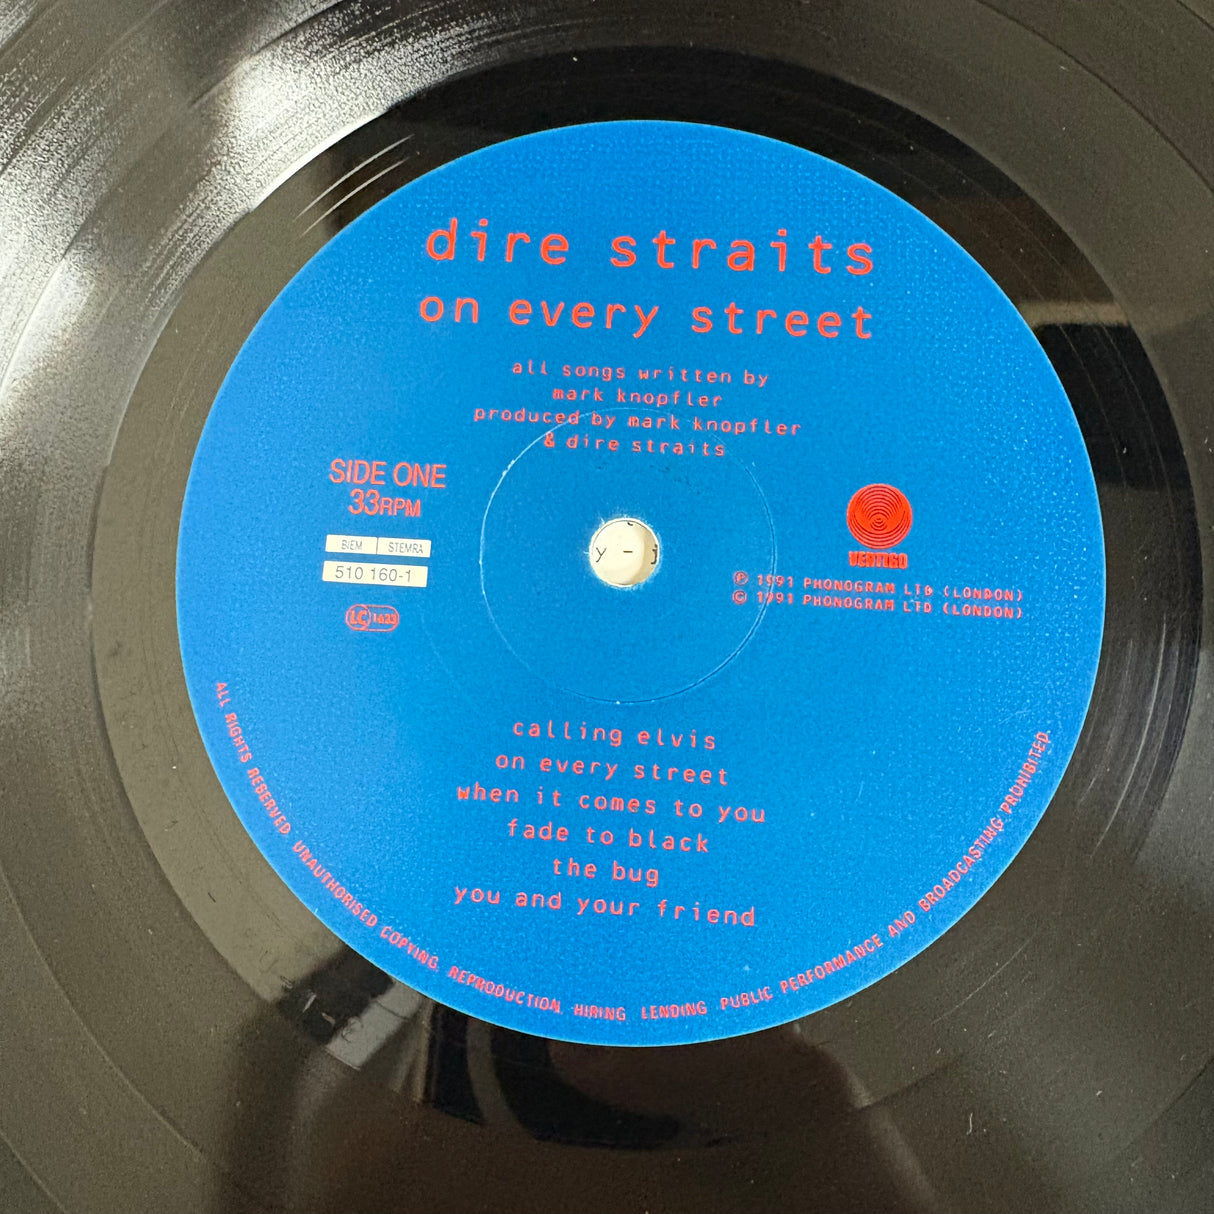 dire straits
on every street
all songs written by
mark knopfler
produced by mark knopfler
& dire straits
SIDE ONE
33RPM
BIEM STEMRA
510 160-1
LC 1633
VERTIGO
℗ 1991 PHONOGRAM LTD (LONDON)
© 1991 PHONOGRAM LTD (LONDON)
y - j
calling elvis
on every street
when it comes to you
fade to black
the bug
you and your friend
ALL RIGHTS RESERVED. UNAUTHORISED COPYING, REPRODUCTION, HIRING, LENDING, PUBLIC PERFORMANCE AND BROADCASTING PROHIBITED.